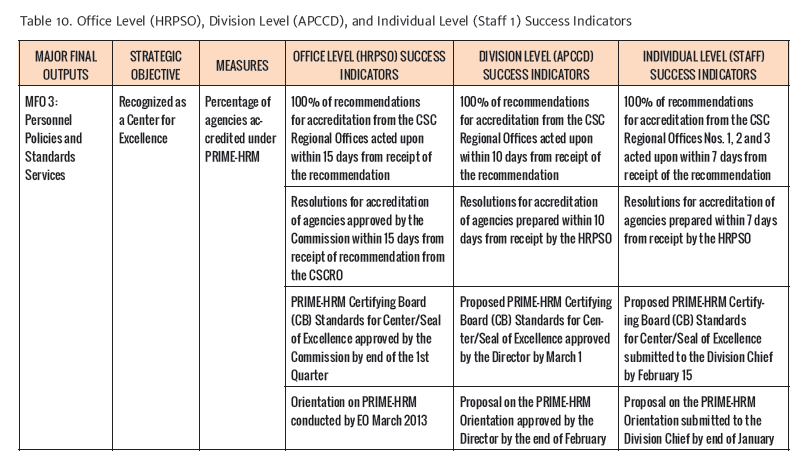 Table 10. Office Level (HRPSO), Division Level (APCCD), and Individual Level (Staff 1) Success Indicators
MAJOR FINAL
OUTPUTS
STRATEGIC
OBJECTIVE
MEASURES
OFFICE LEVEL (HRPSO) SUCCESS
INDICATORS
DIVISION LEVEL (APCCD)
SUCCESS INDICATORS
INDIVIDUAL LEVEL (STAFF)
SUCCESS INDICATORS
MFO 3:
Personnel
Policies and
Standards
Services
Recognized as
a Center for
Excellence
Percentage of
agencies ac-
credited under
PRIME-HRM
100% of recommendations
for accreditation from the CSC
Regional Offices acted upon
within 15 days from receipt of
the recommendation
100% of recommendations
for accreditation from the CSC
Regional Offices acted upon
within 10 days from receipt of
the recommendation
100% of recommendations
for accreditation from the CSC
Regional Offices Nos. 1, 2 and 3
acted upon within 7 days from
receipt of the recommendation
Resolutions for accreditation
of agencies approved by the
Commission within 15 days from
receipt of recommendation from
the CSCRO
Resolutions for accreditation
of agencies prepared within 10
days from receipt by the HRPSO
Resolutions for accreditation of
agencies prepared within 7 days
from receipt by the HRPSO
PRIME-HRM Certifying Board
(CB) Standards for Center/Seal
of Excellence approved by the
Commission by end of the 1st
Quarter
Proposed PRIME-HRM Certifying
Board (CB) Standards for Cen-
ter/Seal of Excellence approved
by the Director by March 1
Proposed PRIME-HRM Certify-
ing Board (CB) Standards
for Center/Seal of Excellence
submitted to the Division Chief
by February 15
Orientation on PRIME-HRM
conducted by EO March 2013
Proposal on the PRIME-HRM
Orientation approved by the
Director by the end of February
Proposal on the PRIME-HRM
Orientation submitted to the
Division Chief by end of January